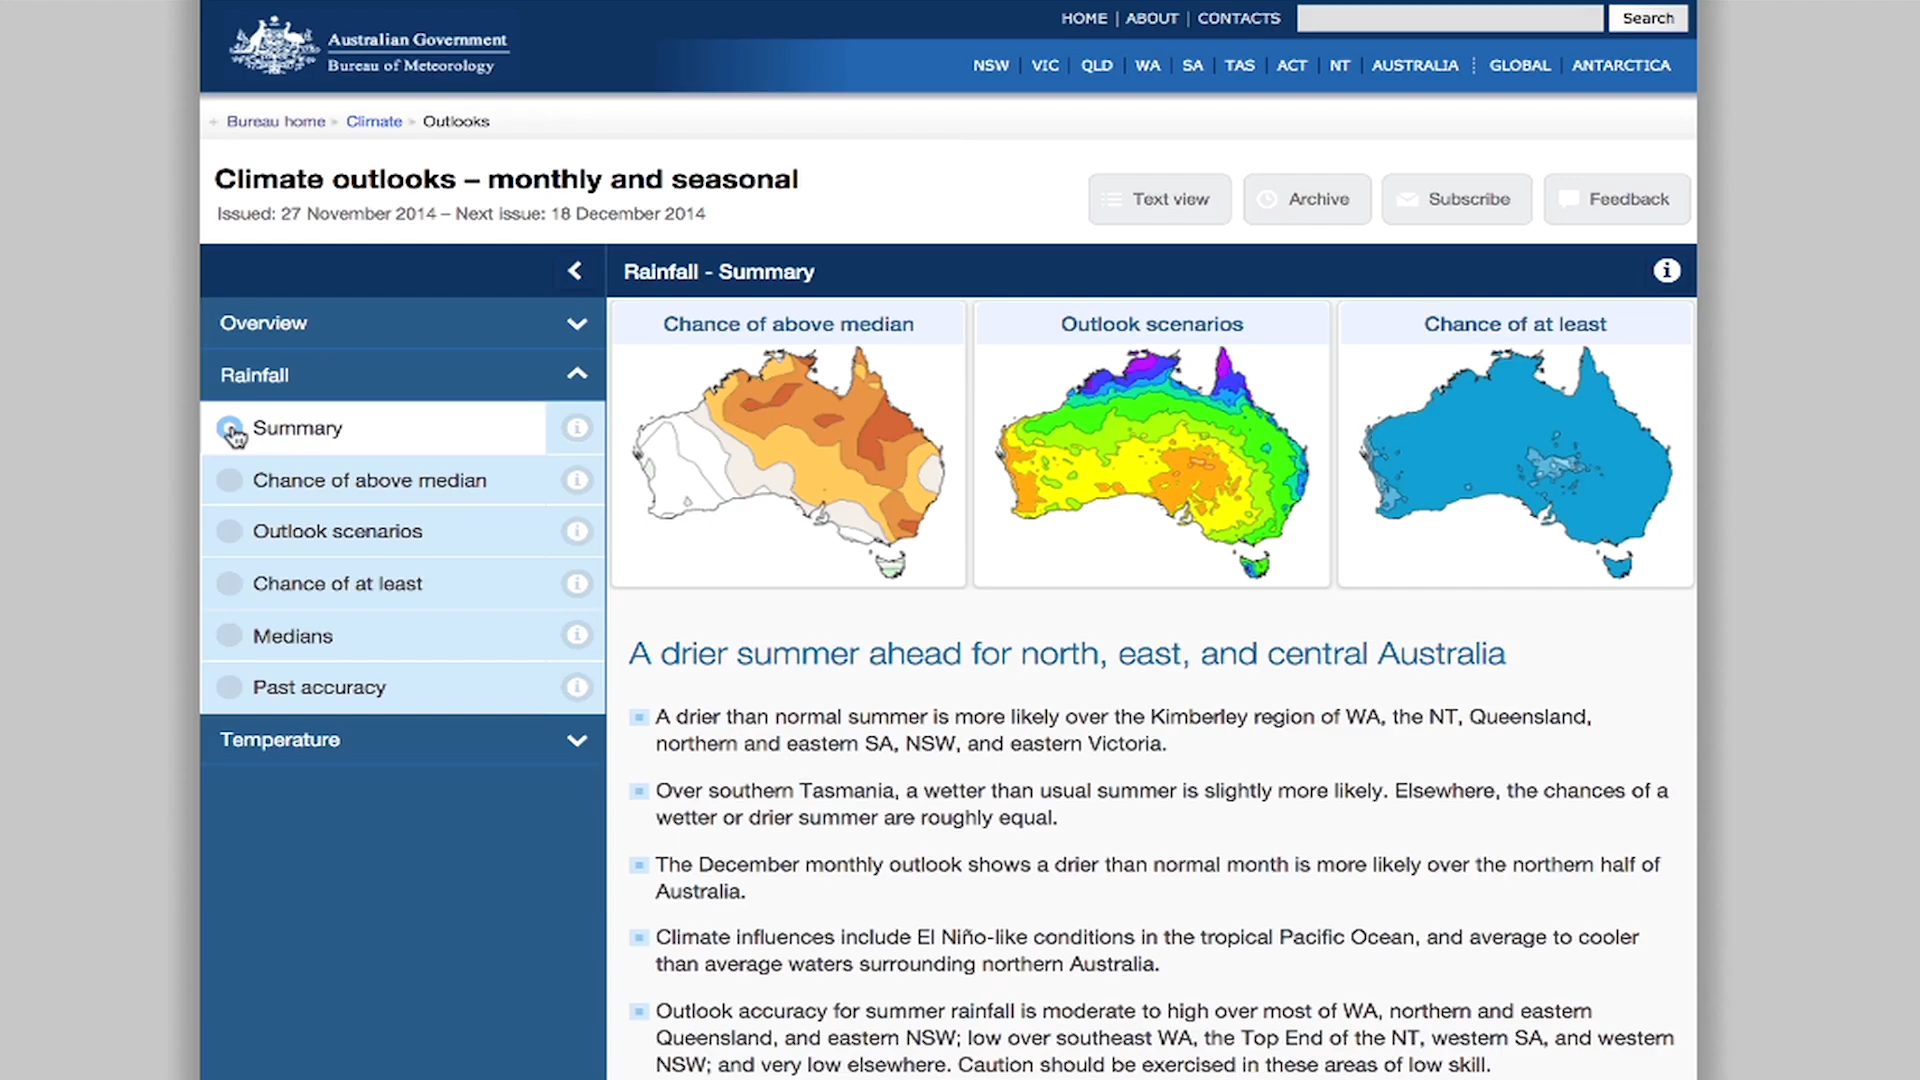 HOME | ABOUT | CONTACTS
Search
Australian Government
Bureau of Meteorology
NSW | VIC | QLD | WA | SA | TAS | ACT | NT | AUSTRALIA | GLOBAL | ANTARCTICA
Bureau home Climate Outlooks
Climate outlooks – monthly and seasonal
Issued: 27 November 2014 – Next issue: 18 December 2014
Text view
Archive
Subscribe
Feedback
Overview
Rainfall
Summary
Chance of above median
Outlook scenarios
Chance of at least
Medians
Past accuracy
Temperature
Rainfall - Summary
Chance of above median
Outlook scenarios
Chance of at least
A drier summer ahead for north, east, and central Australia
A drier than normal summer is more likely over the Kimberley region of WA, the NT, Queensland,
northern and eastern SA, NSW, and eastern Victoria.
Over southern Tasmania, a wetter than usual summer is slightly more likely. Elsewhere, the chances of a
wetter or drier summer are roughly equal.
The December monthly outlook shows a drier than normal month is more likely over the northern half of
Australia.
Climate influences include El Niño-like conditions in the tropical Pacific Ocean, and average to cooler
than average waters surrounding northern Australia.
Outlook accuracy for summer rainfall is moderate to high over most of WA, northern and eastern
Queensland, and eastern NSW; low over southeast WA, the Top End of the NT, western SA, and western
NSW; and very low elsewhere. Caution should be exercised in these areas of low skill.